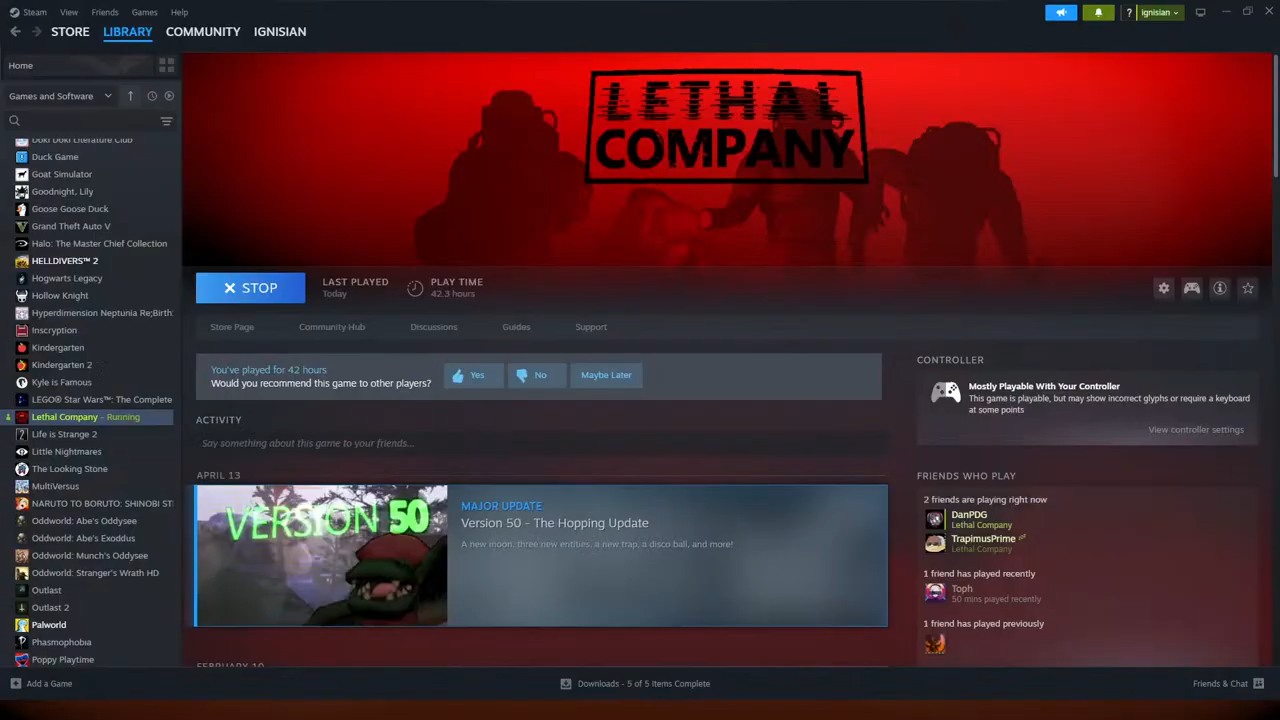 Steam View Friends Games Help
? ignisian
STORE LIBRARY COMMUNITY IGNISIAN
Home
Games and Software
Doki Doki Literature Club
Duck Game
Goat Simulator
Goodnight, Lily
Goose Goose Duck
Grand Theft Auto V
Halo: The Master Chief Collection
HELLDIVERS™ 2
Hogwarts Legacy
Hollow Knight
Hyperdimension Neptunia Re;Birth
Inscryption
Kindergarten
Kindergarten 2
Kyle is Famous
LEGO® Star Wars™: The Complete
Lethal Company - Running
Life is Strange 2
Little Nightmares
The Looking Stone
MultiVersus
NARUTO TO BORUTO: SHINOBI ST
Oddworld: Abe's Oddysee
Oddworld: Abe's Exoddus
Oddworld: Munch's Oddysee
Oddworld: Stranger's Wrath HD
Outlast
Outlast 2
Palworld
Phasmophobia
Poppy Playtime
LETHAL
COMPANY
STOP
LAST PLAYED
Today
PLAY TIME
42.3 hours
Store Page Community Hub Discussions Guides Support
You've played for 42 hours
Would you recommend this game to other players?
Yes No Maybe Later
ACTIVITY
Say something about this game to your friends...
APRIL 13
VERSION 50
MAJOR UPDATE
Version 50 - The Hopping Update
A new moon, three new entities, a new trap, a disco ball, and more!
FEBRUARY 10
CONTROLLER
Mostly Playable With Your Controller
This game is playable, but may show incorrect glyphs or require a keyboard
at some points
View controller settings
FRIENDS WHO PLAY
2 friends are playing right now
DanPDG
Lethal Company
TrapimusPrime
Lethal Company
1 friend has played recently
Toph
50 mins played recently
1 friend has played previously
Add a Game
Downloads - 5 of 5 Items Complete
Friends & Chat